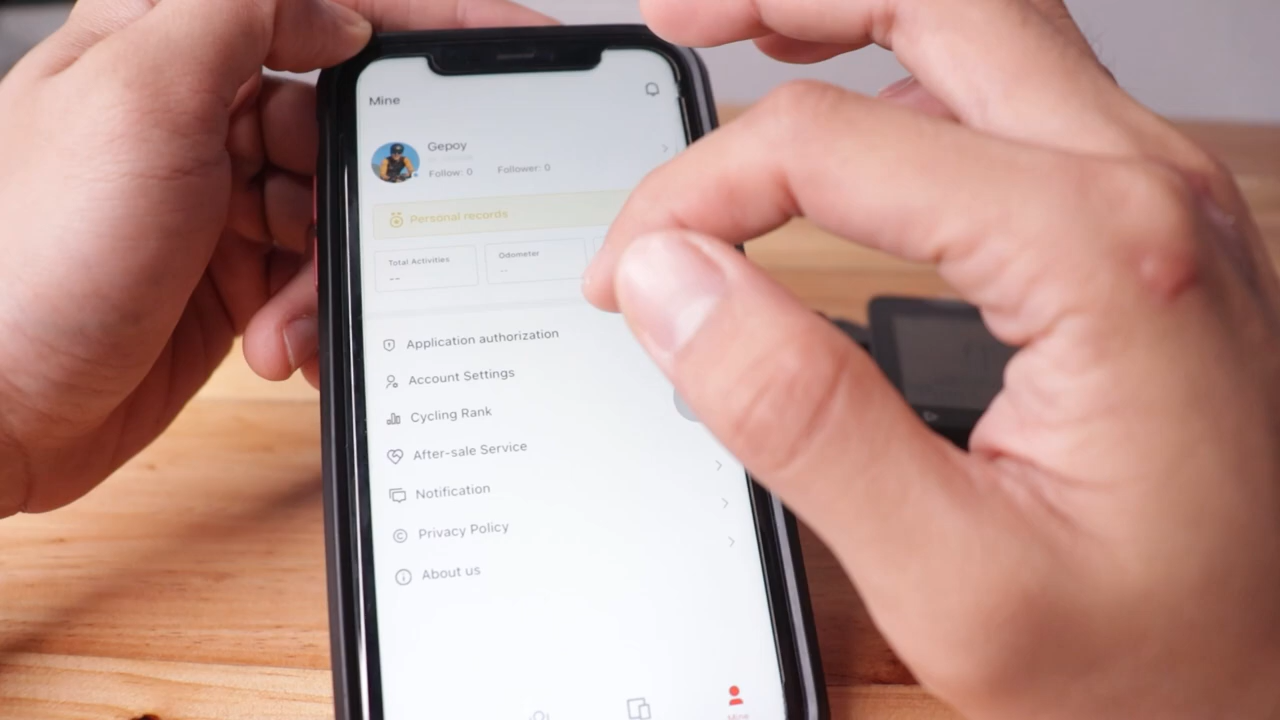 Mine
Gepoy
Follow: 0 Follower: 0
Personal records
Total Activities Odometer
-- --
Application authorization
Account Settings
Cycling Rank
After-sale Service
Notification
Privacy Policy
About us
Mine